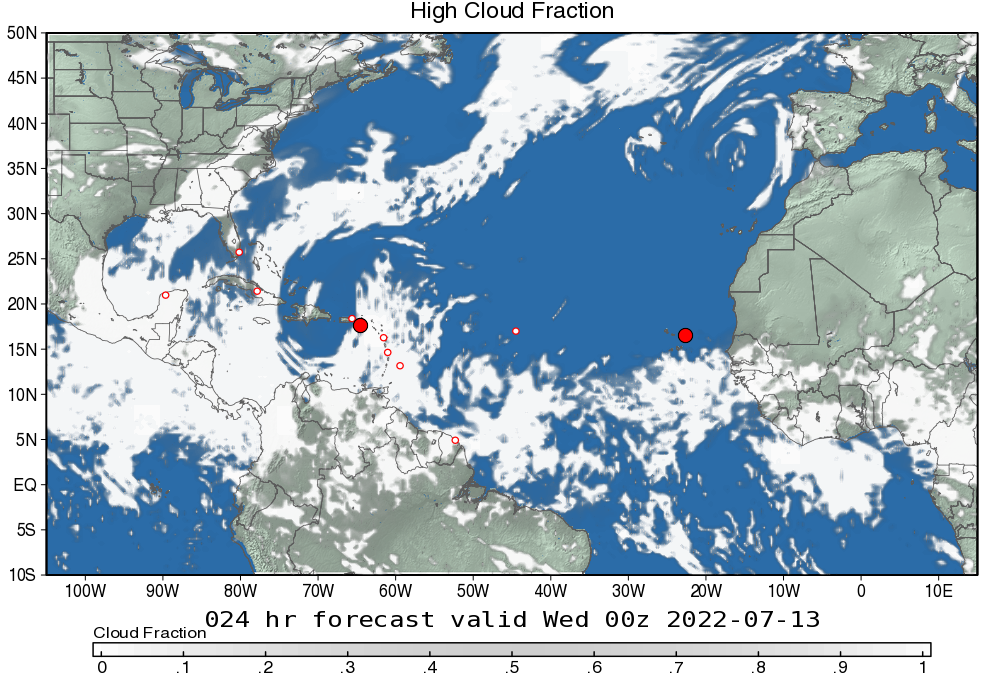 High Cloud Fraction
50N
45N
40N
35N
30N
25N
20N
15N
10N
5N
EQ
5S
10S
100W 90W 80W 70W 60W 50W 40W 30W 20W 10W 0 10E
024 hr forecast valid Wed 00z 2022-07-13
Cloud Fraction
0 .1 .2 .3 .4 .5 .6 .7 .8 .9 1